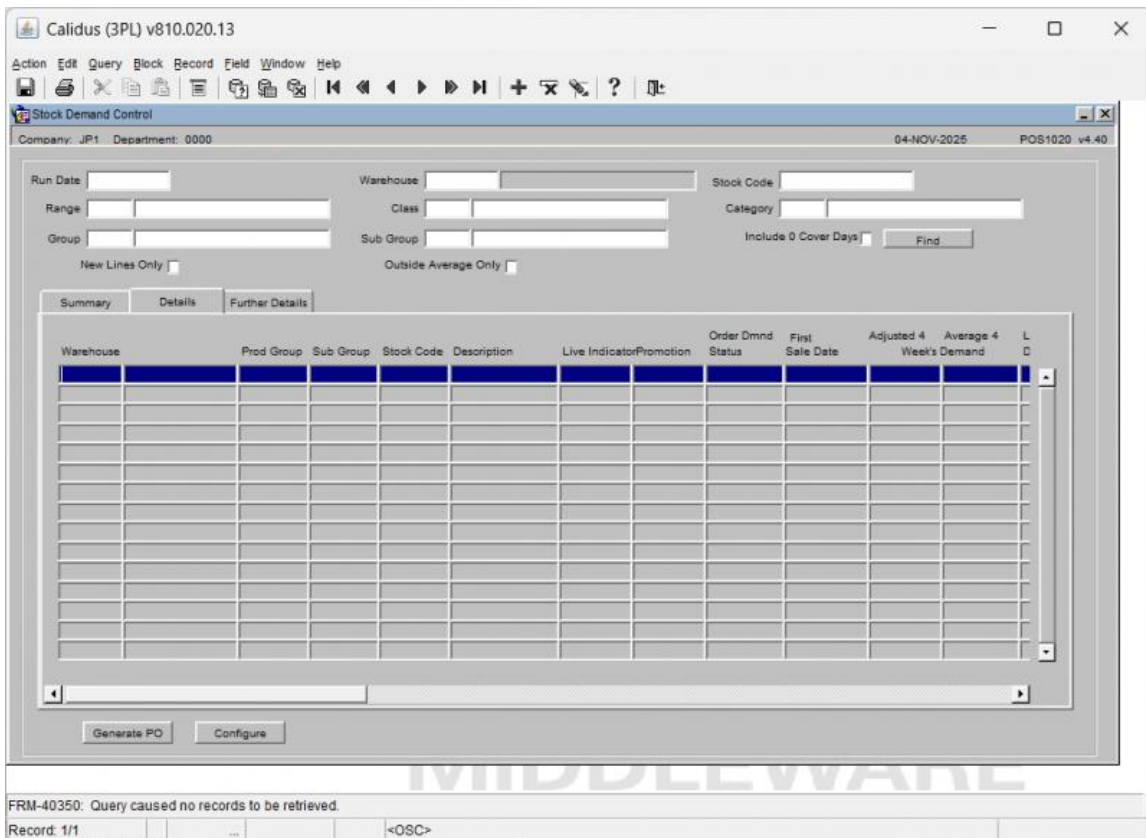 Calidus (3PL) v810.020.13
Action Edit Query Block Record Field Window Help
Stock Demand Control
Company: JP1 Department: 0000 04-NOV-2025 POS1020 v4.40
Run Date Warehouse Stock Code
Range Class Category
Group Sub Group Include 0 Cover Days Find
New Lines Only Outside Average Only
Summary Details Further Details
Order Dmnd First Adjusted 4 Average 4 L
Warehouse Prod Group Sub Group Stock Code Description Live Indicator Promotion Status Sale Date Week's Demand D
Generate PO Configure
MIDDLEWARE
FRM-40350: Query caused no records to be retrieved.
Record: 1/1 ... <OSC>